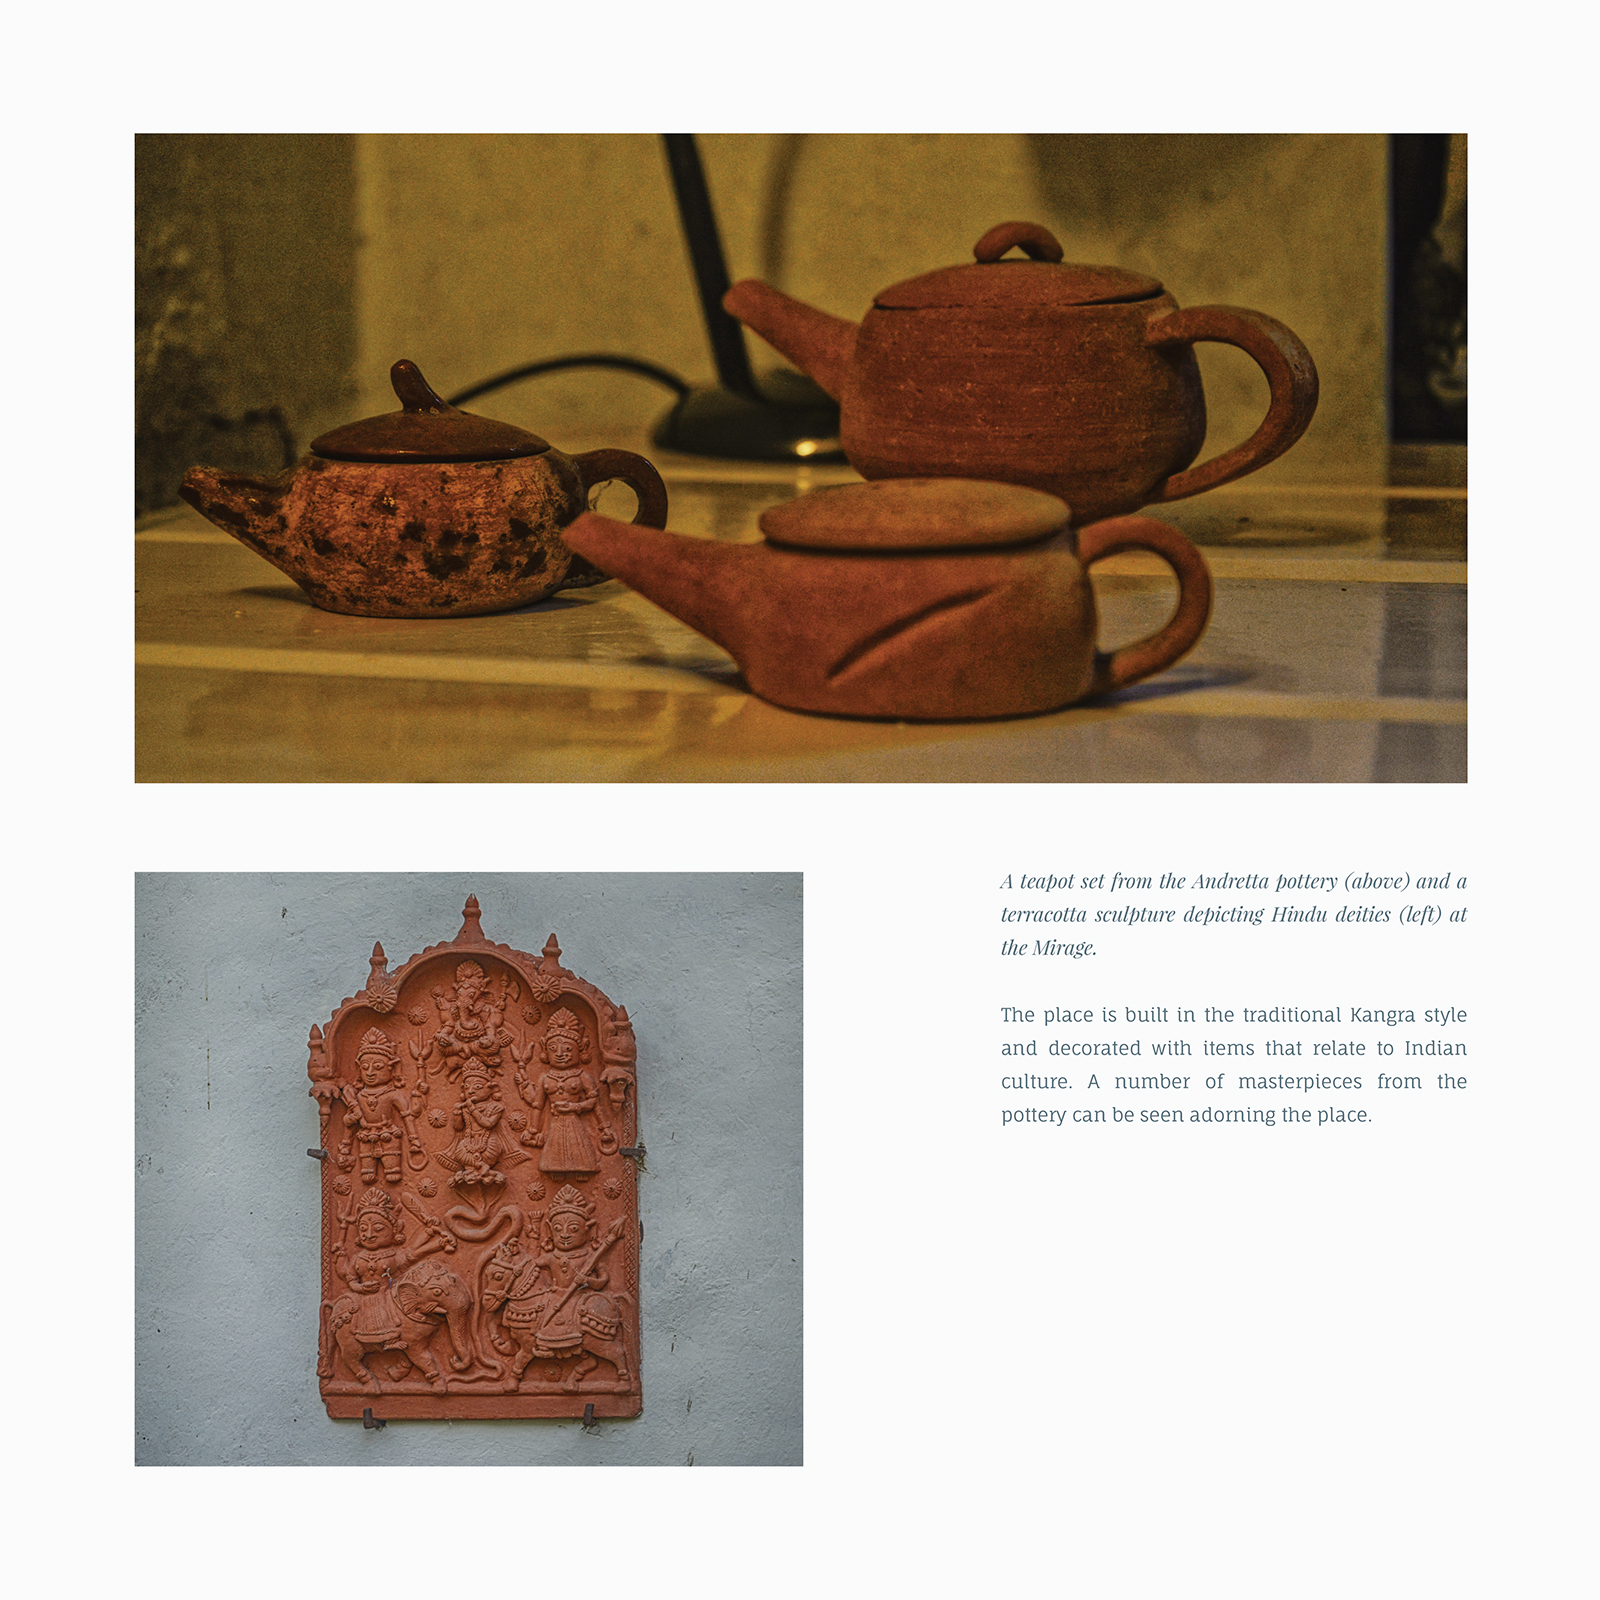 A teapot set from the Andretta pottery (above) and a
terracotta sculpture depicting Hindu deities (left) at
the Mirage.
The place is built in the traditional Kangra style
and decorated with items that relate to Indian
culture. A number of masterpieces from the
pottery can be seen adorning the place.